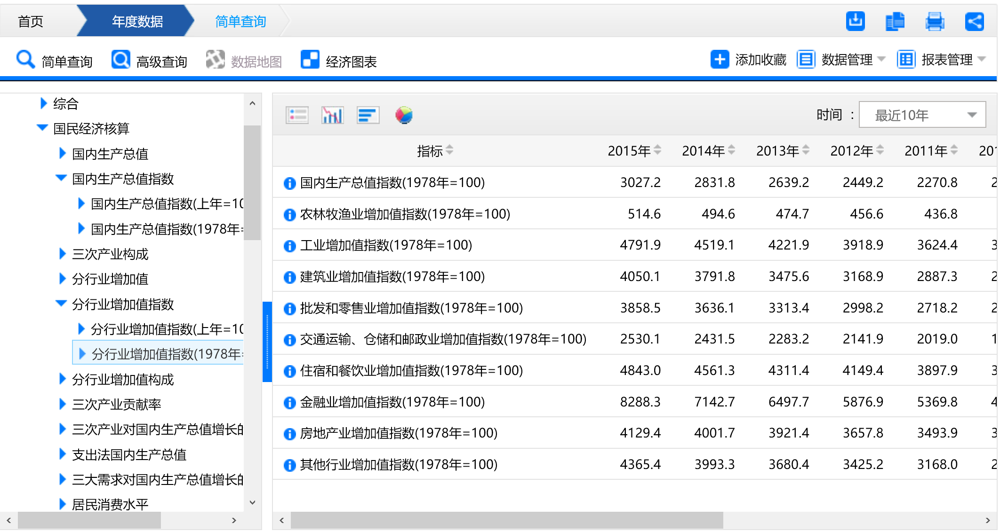 首页 年度数据 简单查询
简单查询 高级查询 数据地图 经济图表 添加收藏 数据管理 报表管理
综合
国民经济核算
国内生产总值
国内生产总值指数
国内生产总值指数(上年=10
国内生产总值指数(1978年=
三次产业构成
分行业增加值
分行业增加值指数
分行业增加值指数(上年=10
分行业增加值指数(1978年=
分行业增加值构成
三次产业贡献率
三次产业对国内生产总值增长的
支出法国内生产总值
三大需求对国内生产总值增长的
居民消费水平
时间 : 最近10年
指标 2015年 2014年 2013年 2012年 2011年 201
国内生产总值指数(1978年=100) 3027.2 2831.8 2639.2 2449.2 2270.8 2
农林牧渔业增加值指数(1978年=100) 514.6 494.6 474.7 456.6 436.8
工业增加值指数(1978年=100) 4791.9 4519.1 4221.9 3918.9 3624.4 3
建筑业增加值指数(1978年=100) 4050.1 3791.8 3475.6 3168.9 2887.3 2
批发和零售业增加值指数(1978年=100) 3858.5 3636.1 3313.4 2998.2 2718.2 2
交通运输、仓储和邮政业增加值指数(1978年=100) 2530.1 2431.5 2283.2 2141.9 2019.0 1
住宿和餐饮业增加值指数(1978年=100) 4843.0 4561.3 4311.4 4149.4 3897.9 3
金融业增加值指数(1978年=100) 8288.3 7142.7 6497.7 5876.9 5369.8 4
房地产业增加值指数(1978年=100) 4129.4 4001.7 3921.4 3657.8 3493.9 3
其他行业增加值指数(1978年=100) 4365.4 3993.3 3680.4 3425.2 3168.0 2